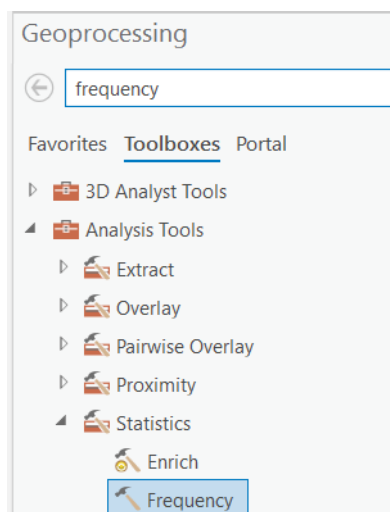 Geoprocessing
frequency
Favorites Toolboxes Portal
3D Analyst Tools
Analysis Tools
Extract
Overlay
Pairwise Overlay
Proximity
Statistics
Enrich
Frequency